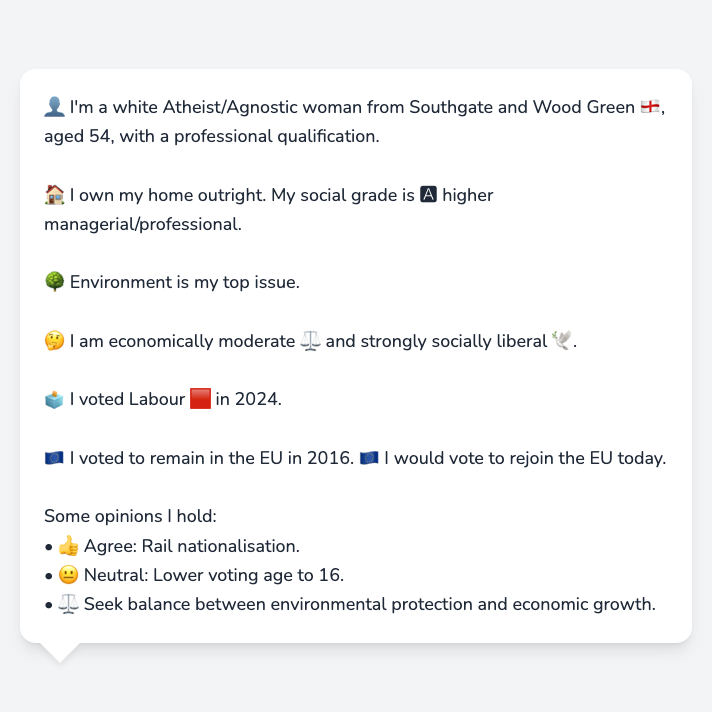 👤 I'm a white Atheist/Agnostic woman from Southgate and Wood Green 🏴󠁧󠁢󠁥󠁮󠁧󠁿,
aged 54, with a professional qualification.
🏠 I own my home outright. My social grade is 🅰 higher
managerial/professional.
🌳 Environment is my top issue.
🤔 I am economically moderate ⚖️ and strongly socially liberal 🕊️.
🗳️ I voted Labour 🟥 in 2024.
🇪🇺 I voted to remain in the EU in 2016. 🇪🇺 I would vote to rejoin the EU today.
Some opinions I hold:
• 👍 Agree: Rail nationalisation.
• 😐 Neutral: Lower voting age to 16.
• ⚖️ Seek balance between environmental protection and economic growth.